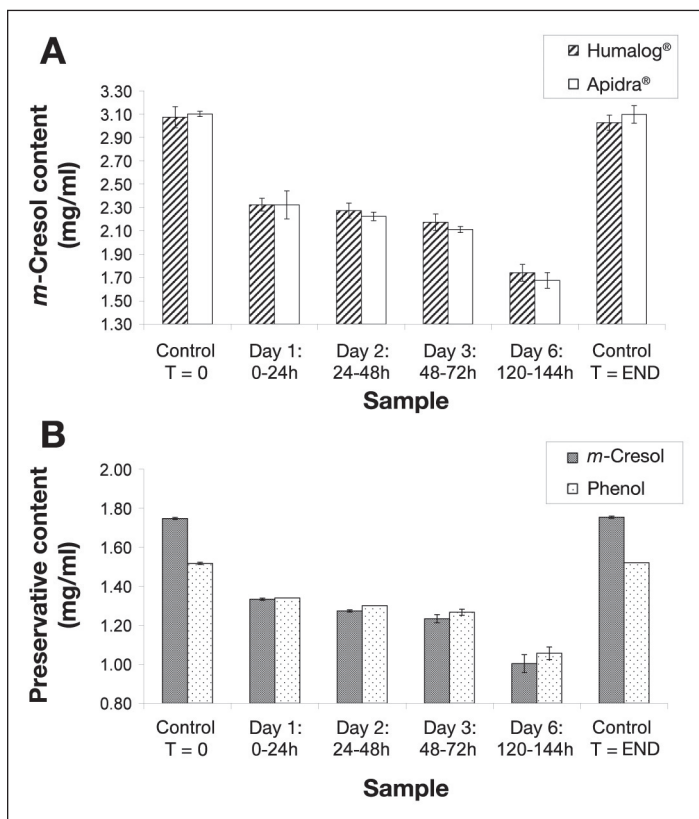 A
Humalog®
Apidra®
m-Cresol content
(mg/ml)
3.30
3.10
2.90
2.70
2.50
2.30
2.10
1.90
1.70
1.50
1.30
Control Day 1: Day 2: Day 3: Day 6: Control
T = 0 0-24h 24-48h 48-72h 120-144h T = END
Sample
B
m-Cresol
Phenol
Preservative content
(mg/ml)
2.00
1.80
1.60
1.40
1.20
1.00
0.80
Control Day 1: Day 2: Day 3: Day 6: Control
T = 0 0-24h 24-48h 48-72h 120-144h T = END
Sample